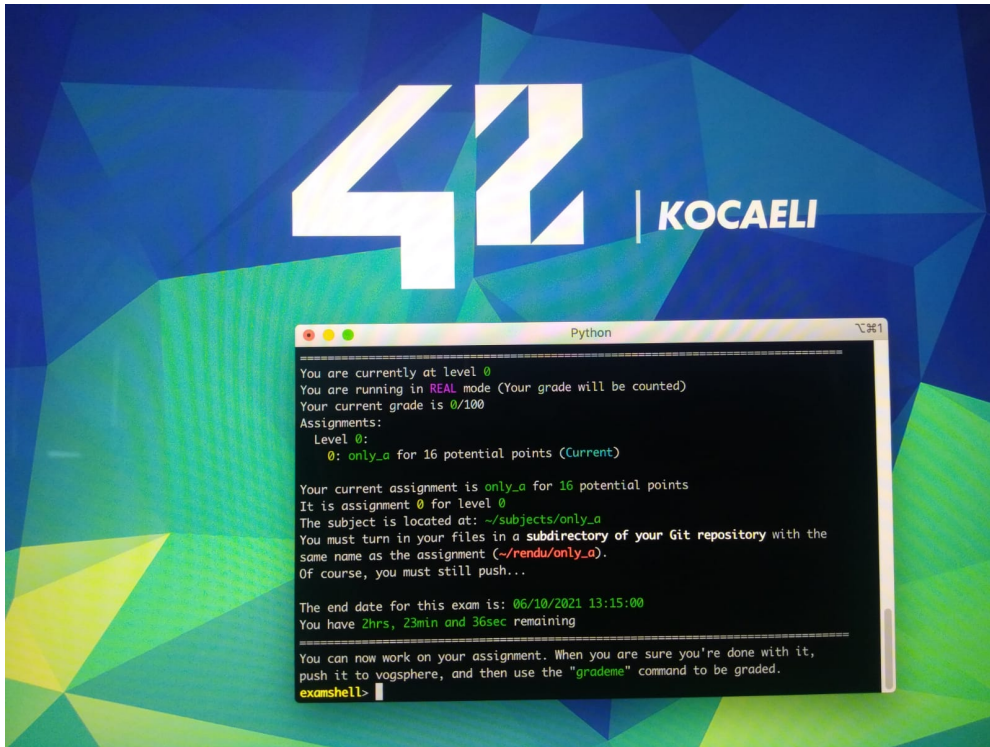 42 | KOCAELI
Python
⌥⌘1
================================================================================
You are currently at level 0
You are running in REAL mode (Your grade will be counted)
Your current grade is 0/100
Assignments:
Level 0:
0: only_a for 16 potential points (Current)
Your current assignment is only_a for 16 potential points
It is assignment 0 for level 0
The subject is located at: ~/subjects/only_a
You must turn in your files in a subdirectory of your Git repository with the
same name as the assignment (~/rendu/only_a).
Of course, you must still push...
The end date for this exam is: 06/10/2021 13:15:00
You have 2hrs, 23min and 36sec remaining
================================================================================
You can now work on your assignment. When you are sure you're done with it,
push it to vogsphere, and then use the "grademe" command to be graded.
examshell>